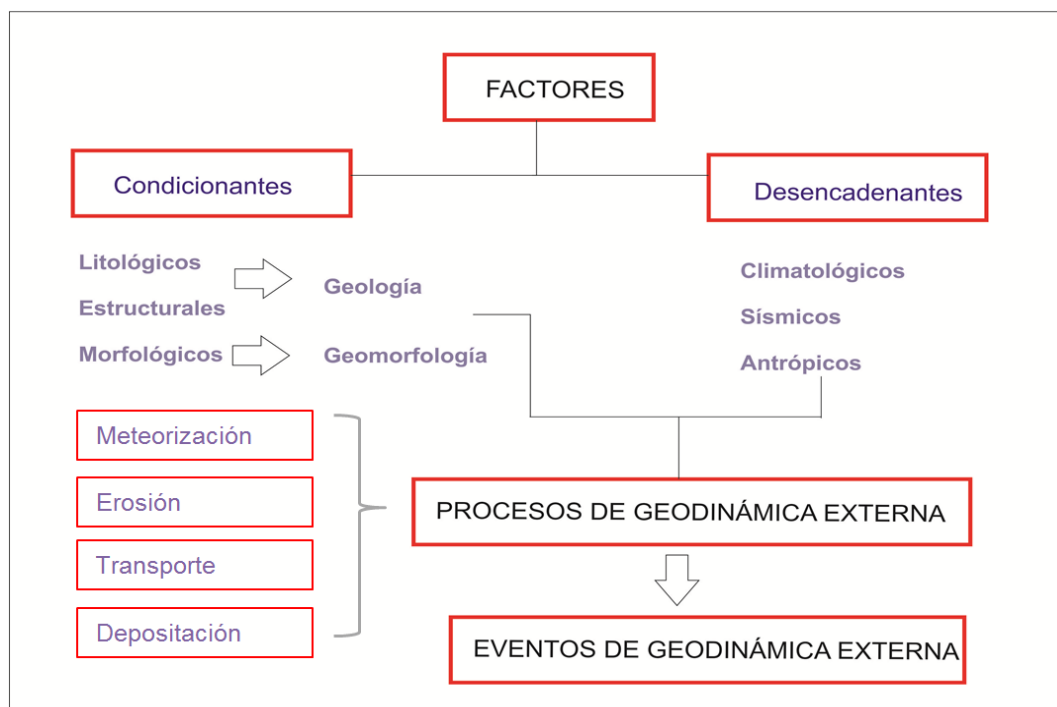 FACTORES
Condicionantes
Desencadenantes
Litológicos
Estructurales
Morfológicos
Geología
Geomorfología
Climatológicos
Sísmicos
Antrópicos
Meteorización
Erosión
Transporte
Depositación
PROCESOS DE GEODINÁMICA EXTERNA
EVENTOS DE GEODINÁMICA EXTERNA